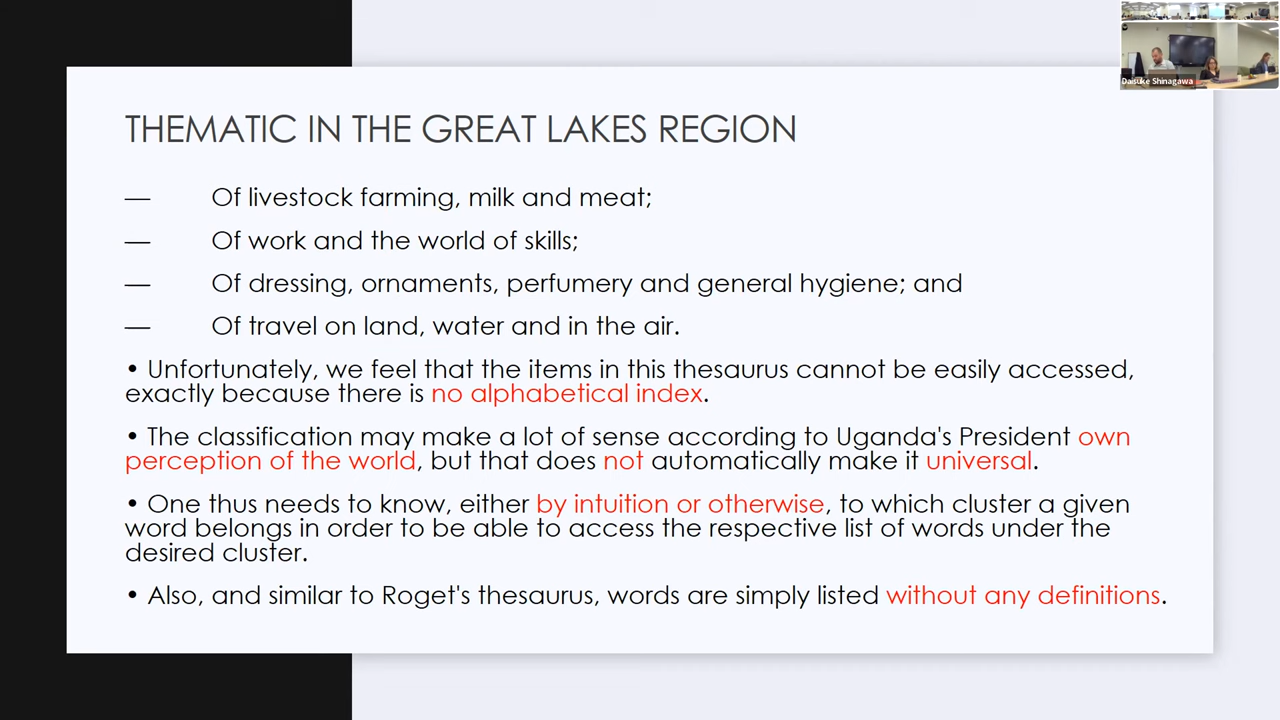 Daisuke Shinagawa
THEMATIC IN THE GREAT LAKES REGION
— Of livestock farming, milk and meat;
— Of work and the world of skills;
— Of dressing, ornaments, perfumery and general hygiene; and
— Of travel on land, water and in the air.
• Unfortunately, we feel that the items in this thesaurus cannot be easily accessed,
exactly because there is no alphabetical index.
• The classification may make a lot of sense according to Uganda's President own
perception of the world, but that does not automatically make it universal.
• One thus needs to know, either by intuition or otherwise, to which cluster a given
word belongs in order to be able to access the respective list of words under the
desired cluster.
• Also, and similar to Roget's thesaurus, words are simply listed without any definitions.